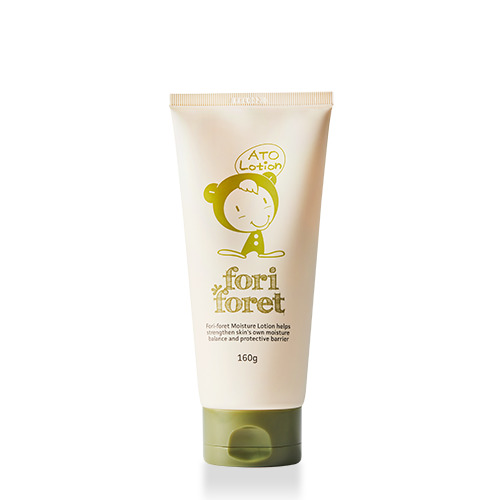 ATO
Lotion
fori
foret
Fori-foret Moisture Lotion helps
strengthen skin's own moisture
balance and protective barrier
160g